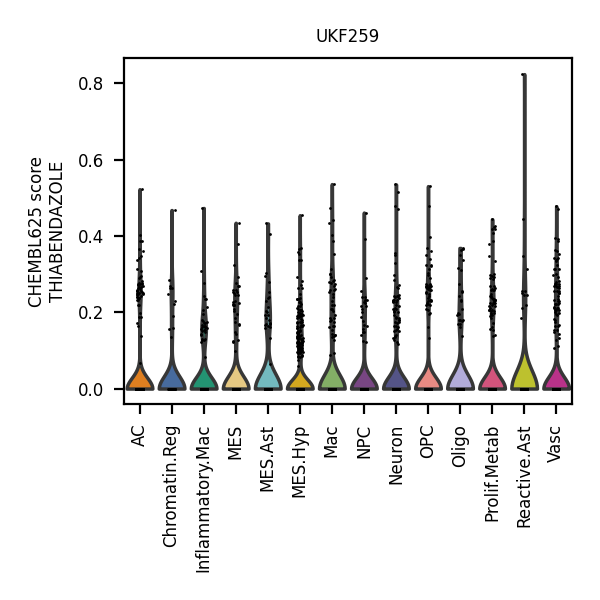 UKF259
CHEMBL625 score
THIABENDAZOLE
0.8
0.6
0.4
0.2
0.0
AC
Chromatin.Reg
Inflammatory.Mac
MES
MES.Ast
MES.Hyp
Mac
NPC
Neuron
OPC
Oligo
Prolif.Metab
Reactive.Ast
Vasc